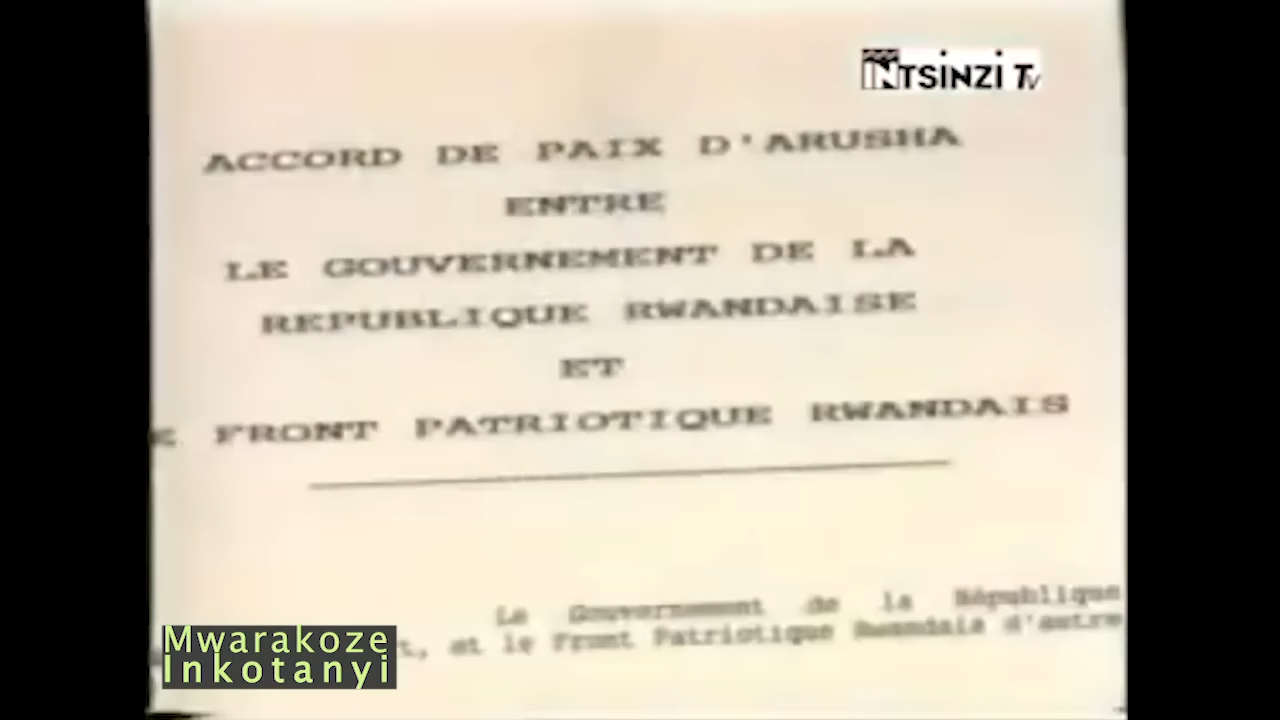 INTSINZI TV
ACCORD DE PAIX D'ARUSHA
ENTRE
LE GOUVERNEMENT DE LA
REPUBLIQUE RWANDAISE
ET
E FRONT PATRIOTIQUE RWANDAIS
Le Gouvernement de la République
t, et le Front Patriotique Rwandais d'autre
Mwarakoze
Inkotanyi